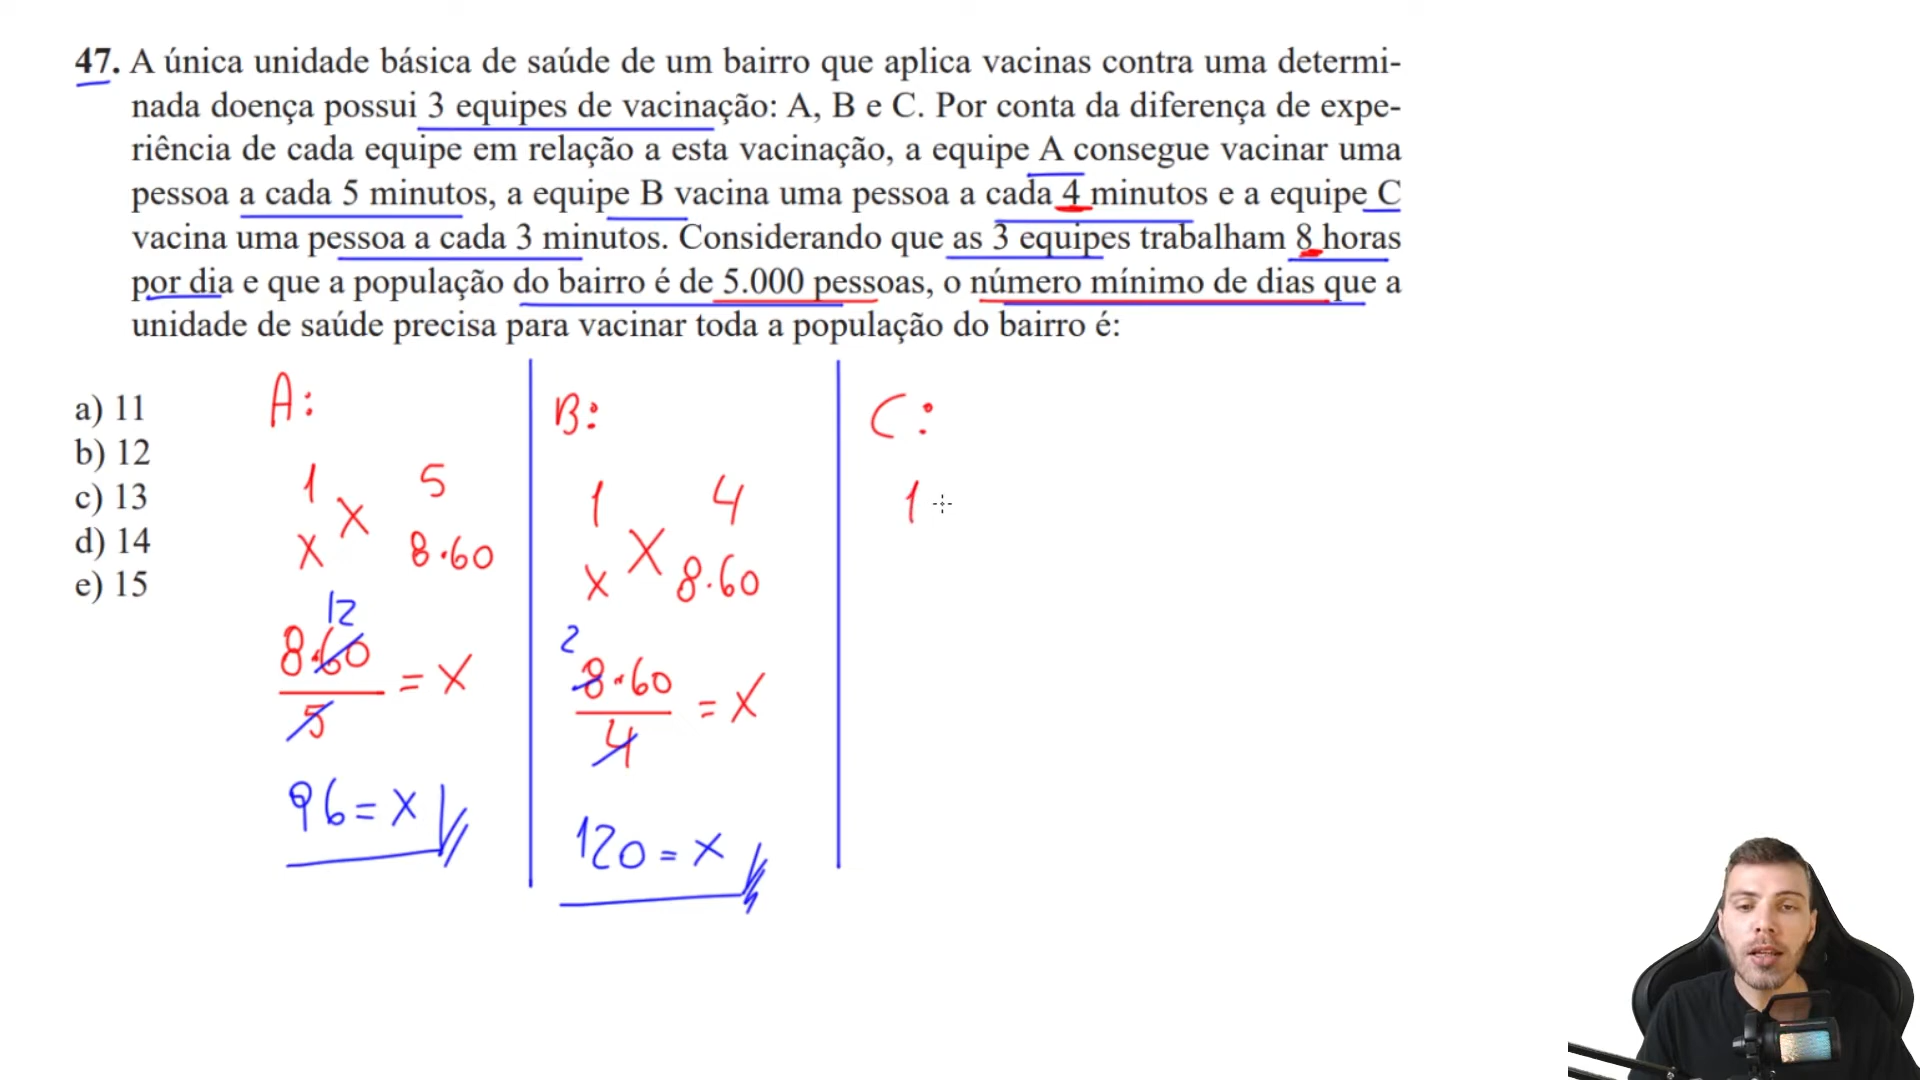 47. A única unidade básica de saúde de um bairro que aplica vacinas contra uma determi-
nada doença possui 3 equipes de vacinação: A, B e C. Por conta da diferença de expe-
riência de cada equipe em relação a esta vacinação, a equipe A consegue vacinar uma
pessoa a cada 5 minutos, a equipe B vacina uma pessoa a cada 4 minutos e a equipe C
vacina uma pessoa a cada 3 minutos. Considerando que as 3 equipes trabalham 8 horas
por dia e que a população do bairro é de 5.000 pessoas, o número mínimo de dias que a
unidade de saúde precisa para vacinar toda a população do bairro é:
a) 11
b) 12
c) 13
d) 14
e) 15
A:
1 5
x X 8.60
12
8.60
5
= x
96 = x
B:
1 4
x X 8.60
2
8.60
4
= x
120 = x
C:
1